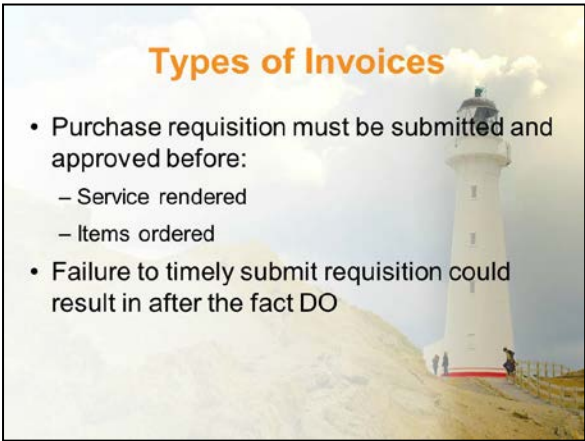 Types of Invoices
• Purchase requisition must be submitted and
approved before:
– Service rendered
– Items ordered
• Failure to timely submit requisition could
result in after the fact DO